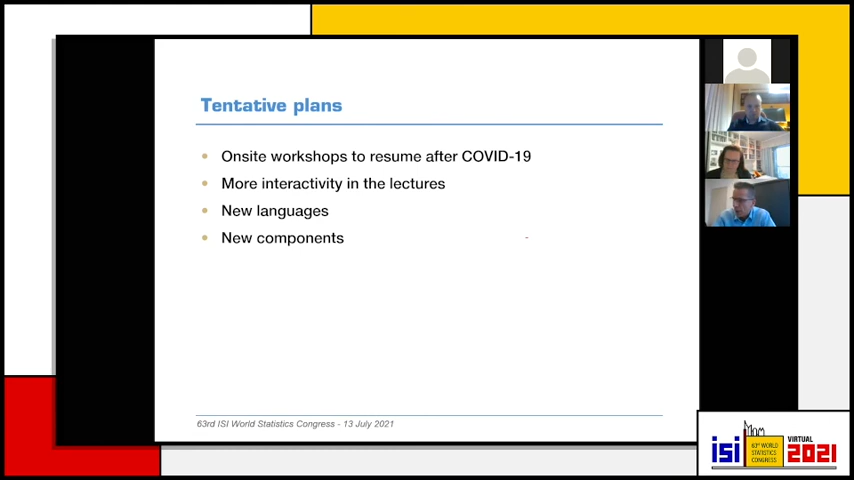 Tentative plans
Onsite workshops to resume after COVID-19
More interactivity in the lectures
New languages
New components
63rd ISI World Statistics Congress - 13 July 2021
isi
63rd WORLD
STATISTICS
CONGRESS
VIRTUAL
2021